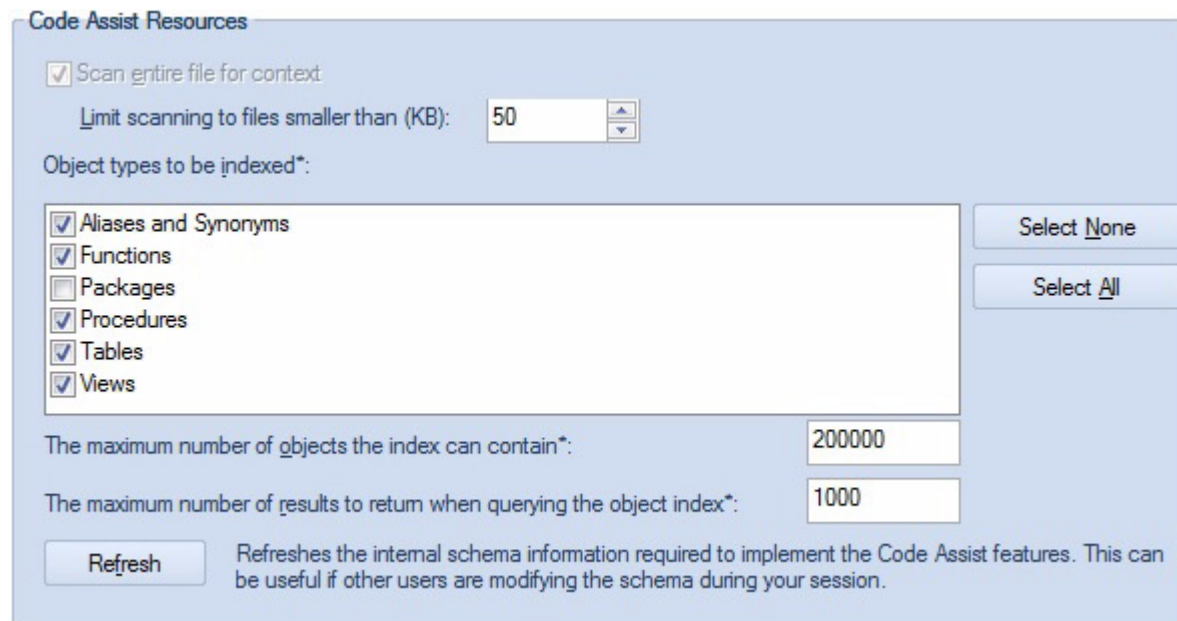 Code Assist Resources
Scan entire file for context
Limit scanning to files smaller than (KB): 50
Object types to be indexed*:
Aliases and Synonyms
Functions
Packages
Procedures
Tables
Views
Select None
Select All
The maximum number of objects the index can contain*: 200000
The maximum number of results to return when querying the object index*: 1000
Refresh
Refreshes the internal schema information required to implement the Code Assist features. This can
be useful if other users are modifying the schema during your session.